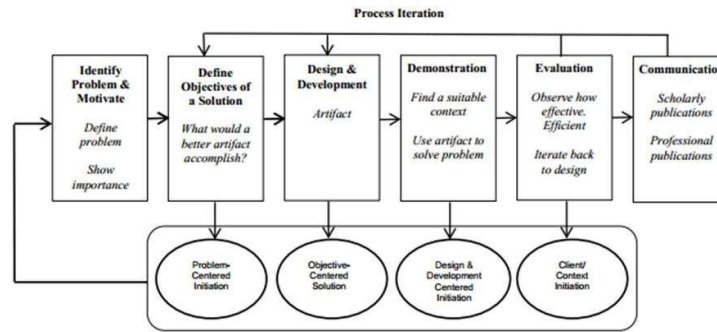 Process Iteration
Identify
Problem &
Motivate
Define
problem
Show
importance
Define
Objectives of
a Solution
What would a
better artifact
accomplish?
Design &
Development
Artifact
Demonstration
Find a suitable
context
Use artifact to
solve problem
Evaluation
Observe how
effective.
Efficient
Iterate back
to design
Communication
Scholarly
publications
Professional
publications
Problem-
Centered
Initiation
Objective-
Centered
Solution
Design &
Development
Centered
Initiation
Client/
Context
Initiation